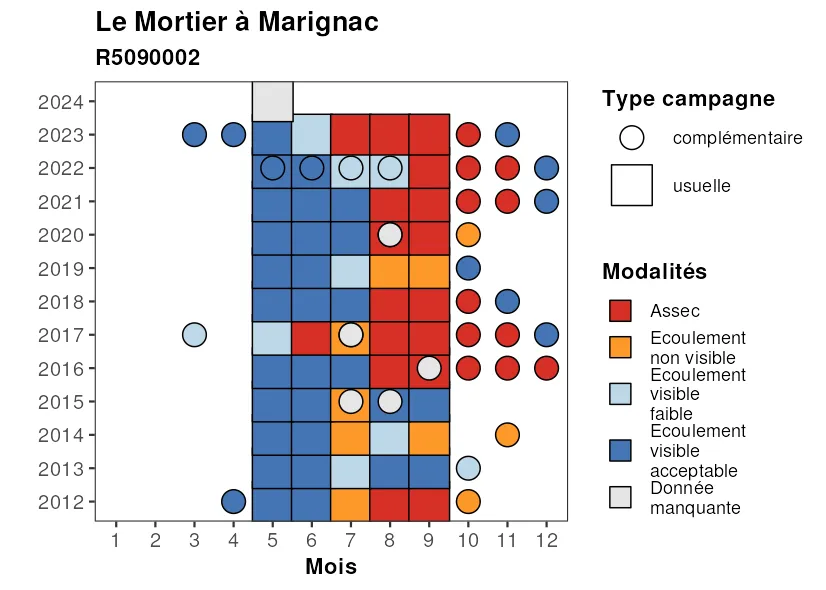 Le Mortier à Marignac
R5090002
2024
2023
2022
2021
2020
2019
2018
2017
2016
2015
2014
2013
2012
1 2 3 4 5 6 7 8 9 10 11 12
Mois
Type campagne
complémentaire
usuelle
Modalités
Assec
Ecoulement
non visible
Ecoulement
visible
faible
Ecoulement
visible
acceptable
Donnée
manquante